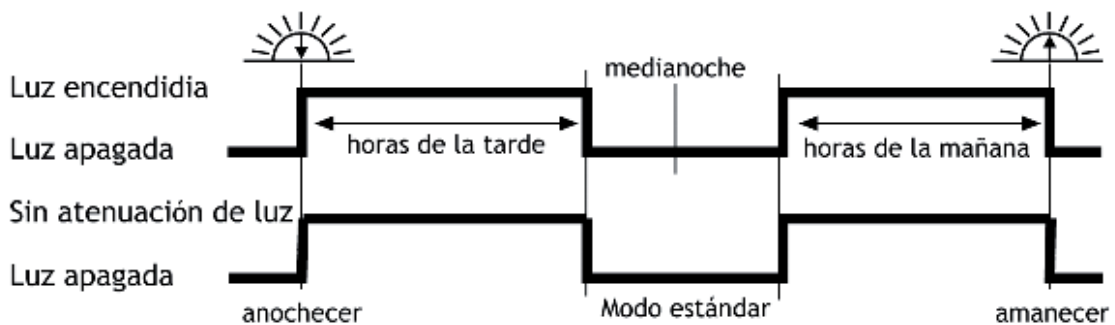 medianoche
Luz encendidia
horas de la tarde
horas de la mañana
Luz apagada
Sin atenuación de luz
Luz apagada
anochecer
Modo estándar
amanecer